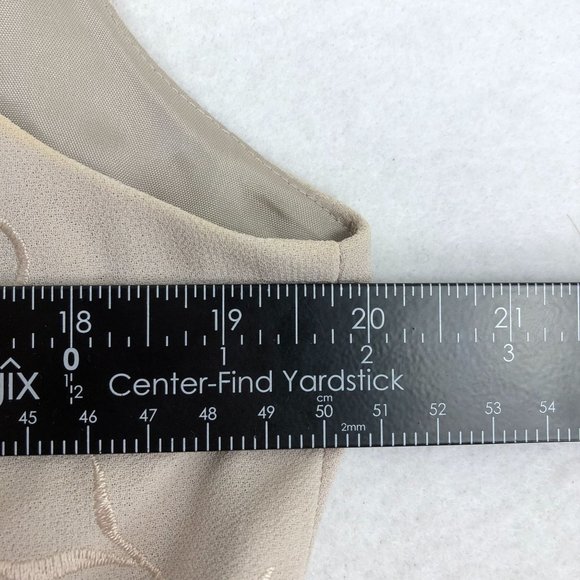 18 19 20 21
0 1 2 3
1/2 Center-Find Yardstick
cm
45 46 47 48 49 50 51 52 53 54
2mm